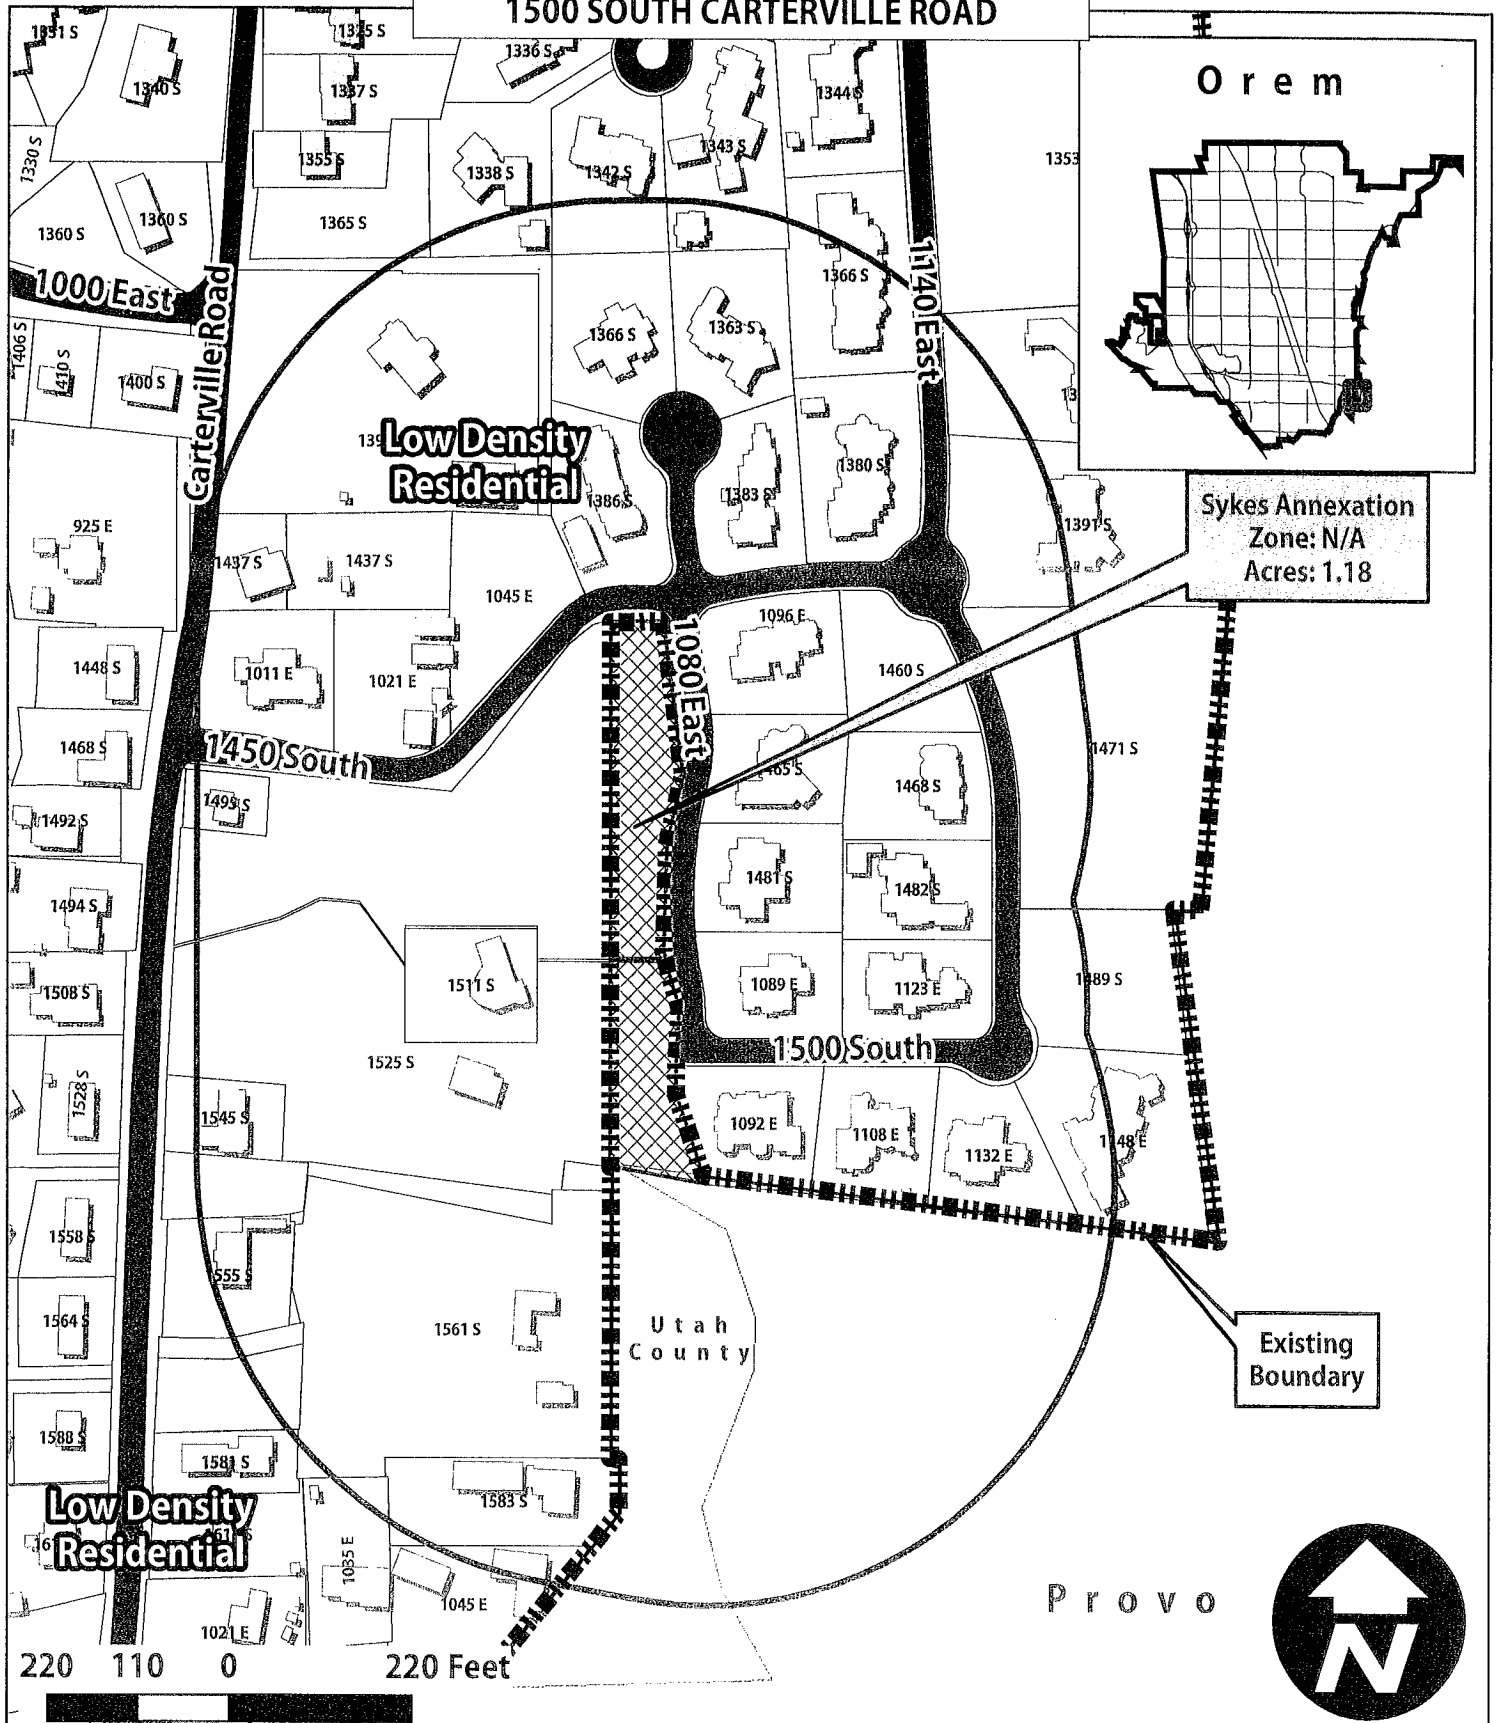 1500 SOUTH CARTERVILLE ROAD
1331 S
1325 S
1336 S
1340 S
1337 S
1344 S
1330 S
1355 S
1338 S
1342 S
1343 S
1353
1360 S
1360 S
1365 S
1366 S
1000 East
Carterville Road
1140 East
1406 S
410 S
1400 S
1366 S
1363 S
Low Density
Residential
1386 S
1383 S
1380 S
1391 S
925 E
1437 S
1437 S
1045 E
1096 E
1080 East
1460 S
1448 S
1011 E
1021 E
1468 S
1450 South
1471 S
465 S
1468 S
1495 S
1492 S
1494 S
1481 S
1482 S
1508 S
1511 S
1089 E
1123 E
1489 S
1500 South
1525 S
1528 S
1545 S
1092 E
1108 E
1132 E
1148 E
1558 S
555 S
1564 S
1561 S
Utah
County
1588 S
1581 S
1583 S
Low Density
Residential
1035 E
1045 E
1021 E
Orem
Sykes Annexation
Zone: N/A
Acres: 1.18
Existing
Boundary
Provo
N
220 110 0 220 Feet